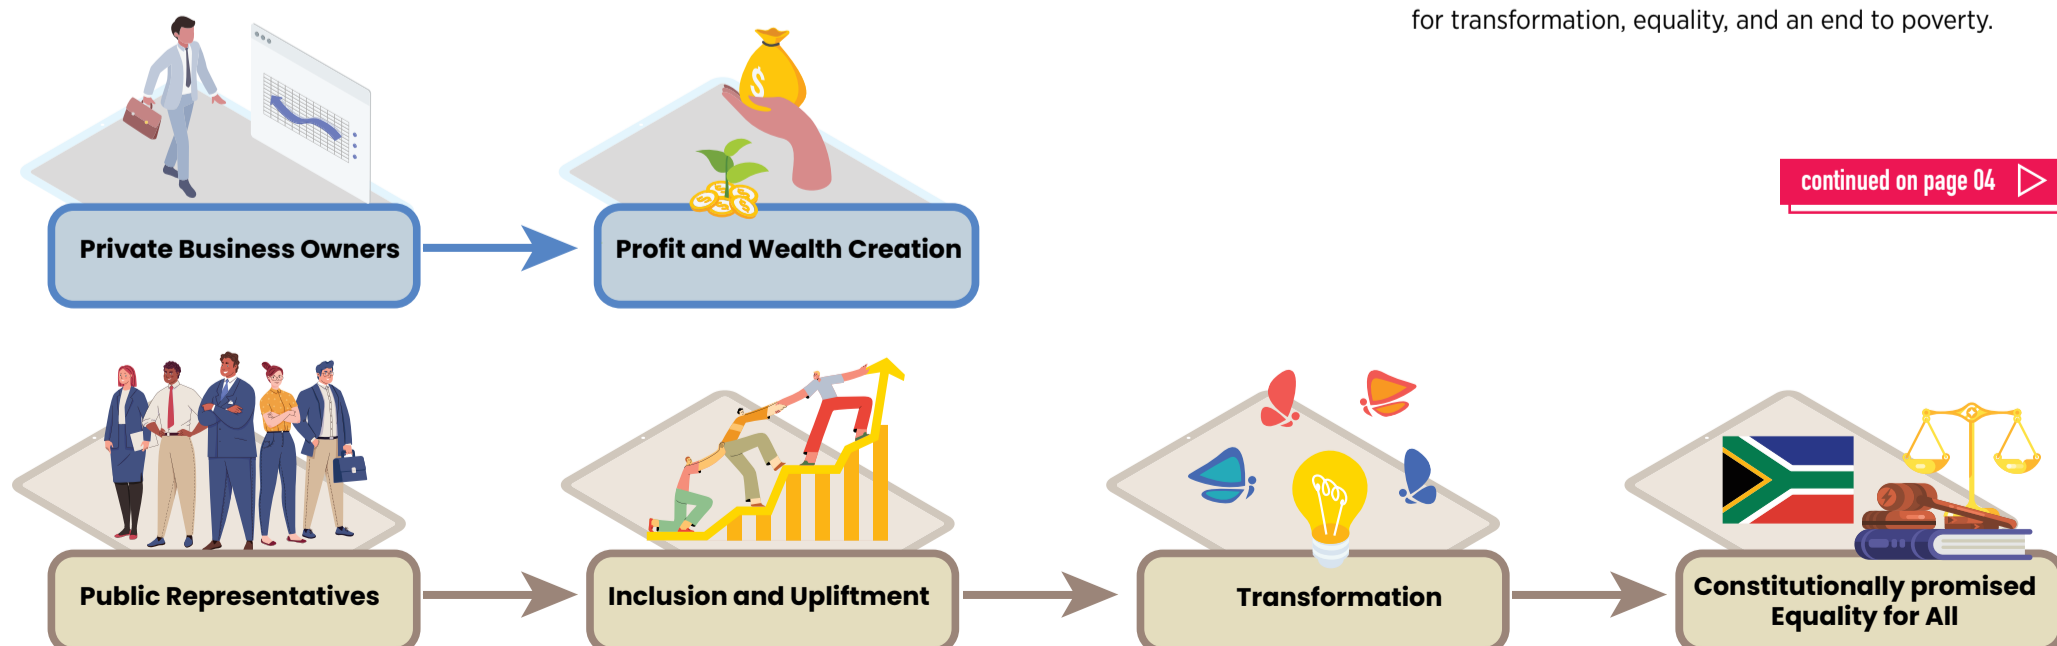 for transformation, equality, and an end to poverty.
continued on page 04
Private Business Owners
Profit and Wealth Creation
Public Representatives
Inclusion and Upliftment
Transformation
Constitutionally promised
Equality for All